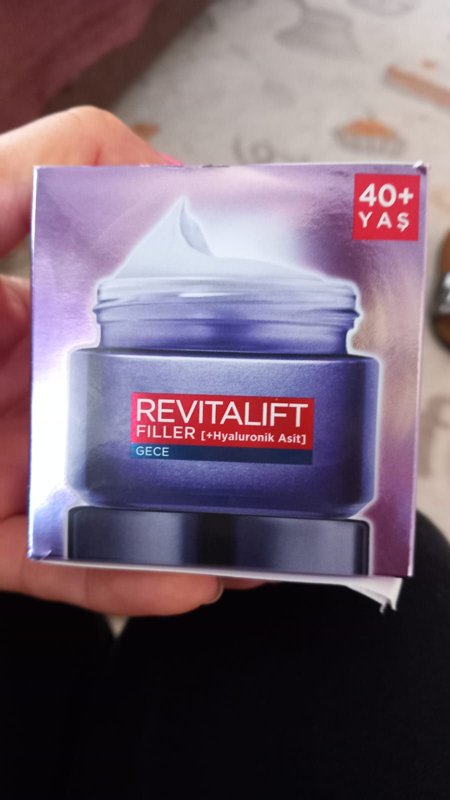 40+
YAŞ
REVITALIFT
FILLER [+Hyaluronik Asit]
GECE